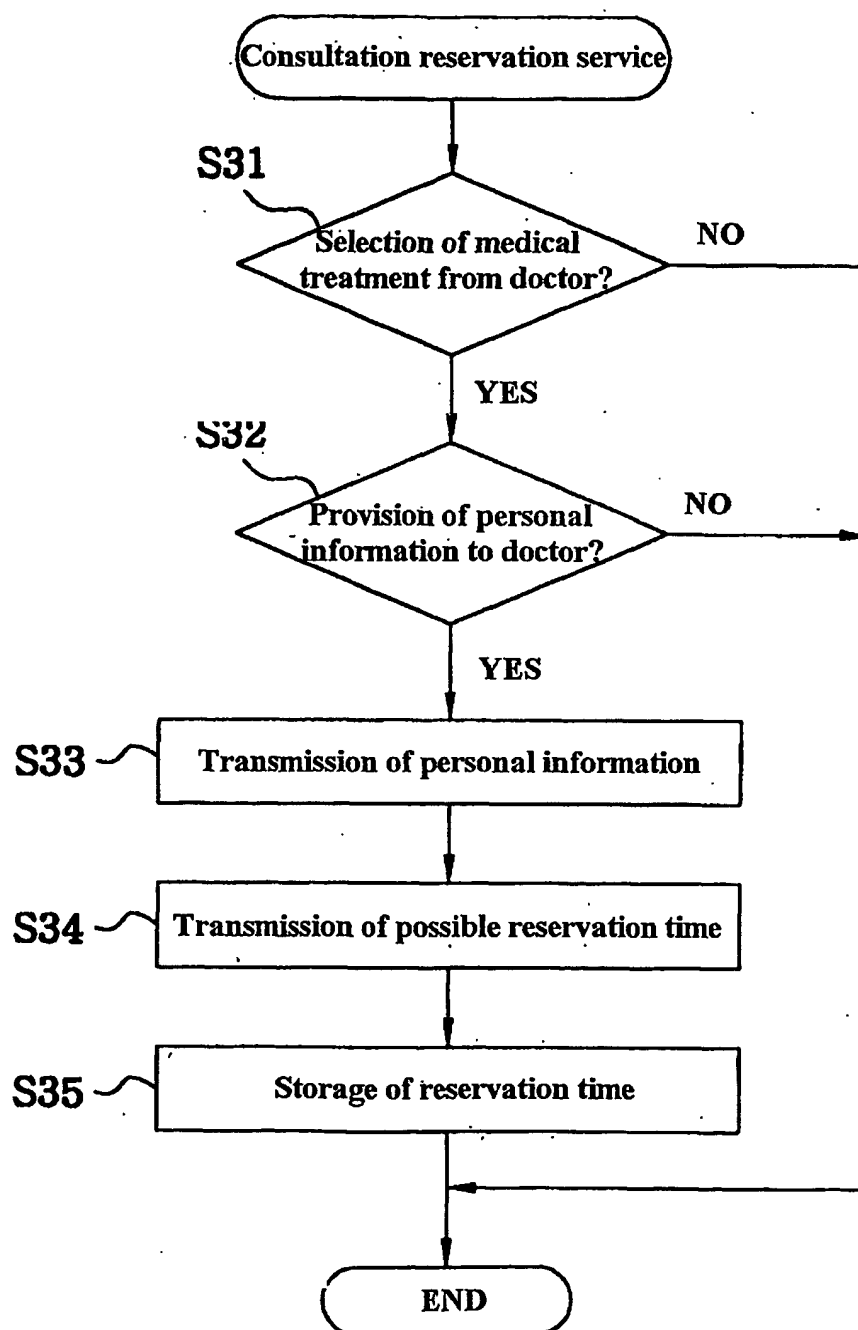 Consultation reservation service
S31
Selection of medical
treatment from doctor?
NO
YES
S32
Provision of personal
information to doctor?
NO
YES
S33
Transmission of personal information
S34
Transmission of possible reservation time
S35
Storage of reservation time
END